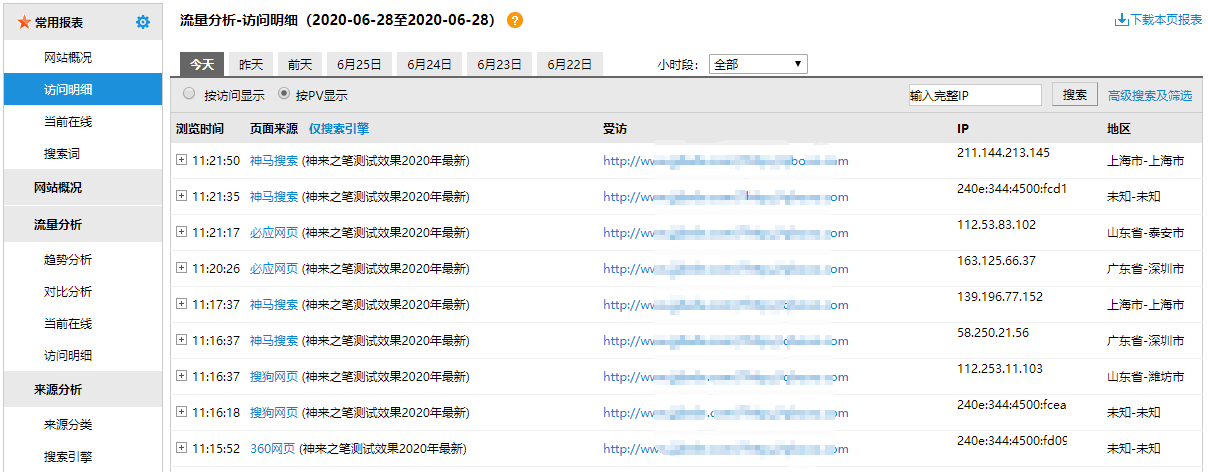 常用报表
网站概况
访问明细
当前在线
搜索词
网站概况
流量分析
趋势分析
对比分析
当前在线
访问明细
来源分析
来源分类
搜索引擎
流量分析-访问明细（2020-06-28至2020-06-28） ?
下载本页报表
今天 昨天 前天 6月25日 6月24日 6月23日 6月22日 小时段： 全部
按访问显示 按PV显示 输入完整IP 搜索 高级搜索及筛选
浏览时间 页面来源 仅搜索引擎 受访 IP 地区
11:21:50 神马搜索 (神来之笔测试效果2020年最新) http://ww om 211.144.213.145 上海市-上海市
11:21:35 神马搜索 (神来之笔测试效果2020年最新) http://ww om 240e:344:4500:fcd1 未知-未知
11:21:17 必应网页 (神来之笔测试效果2020年最新) http://ww om 112.53.83.102 山东省-泰安市
11:20:26 必应网页 (神来之笔测试效果2020年最新) http://ww om 163.125.66.37 广东省-深圳市
11:17:37 神马搜索 (神来之笔测试效果2020年最新) http://ww om 139.196.77.152 上海市-上海市
11:16:37 神马搜索 (神来之笔测试效果2020年最新) http://ww om 58.250.21.56 广东省-深圳市
11:16:37 搜狗网页 (神来之笔测试效果2020年最新) http://ww om 112.253.11.103 山东省-潍坊市
11:16:18 搜狗网页 (神来之笔测试效果2020年最新) http://ww om 240e:344:4500:fcea 未知-未知
11:15:52 360网页 (神来之笔测试效果2020年最新) http://ww om 240e:344:4500:fd09 未知-未知